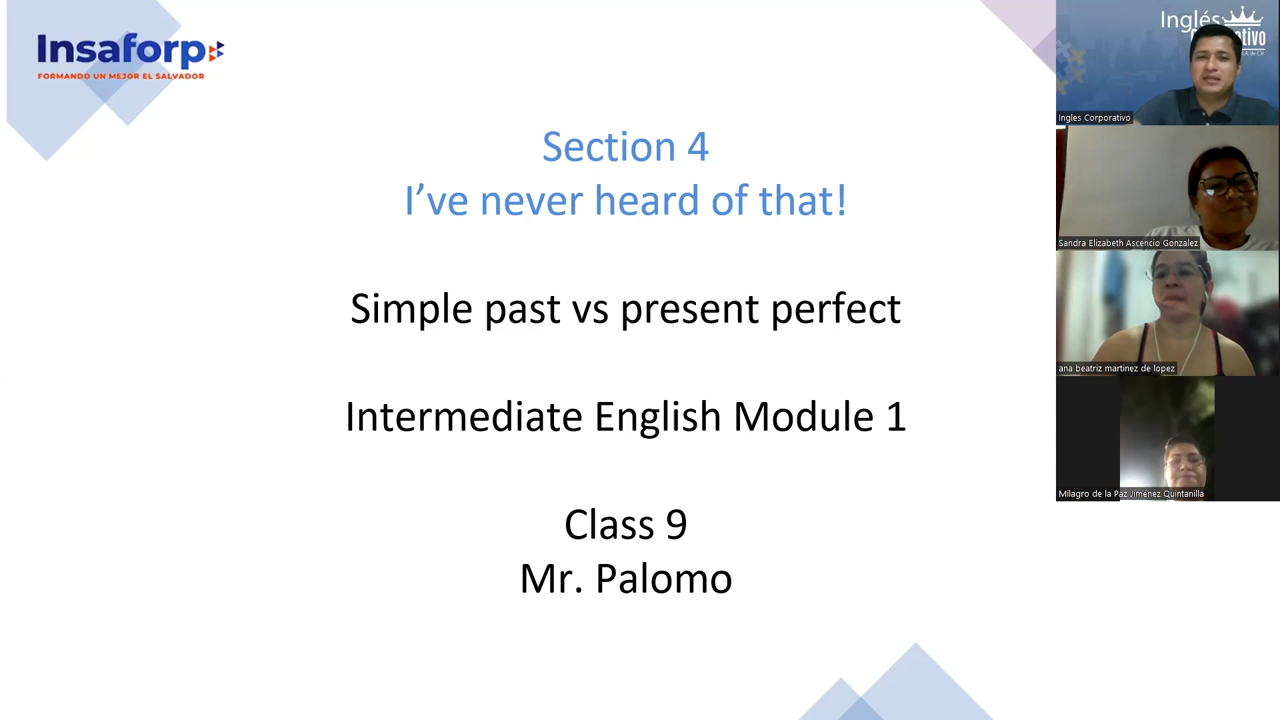 Insaforp
FORMANDO UN MEJOR EL SALVADOR
Section 4
I’ve never heard of that!
Simple past vs present perfect
Intermediate English Module 1
Class 9
Mr. Palomo
Inglés
Ingles Corporativo
Sandra Elizabeth Ascencio Gonzalez
ana beatriz martinez de lopez
Milagro de la Paz Jiménez Quintanilla